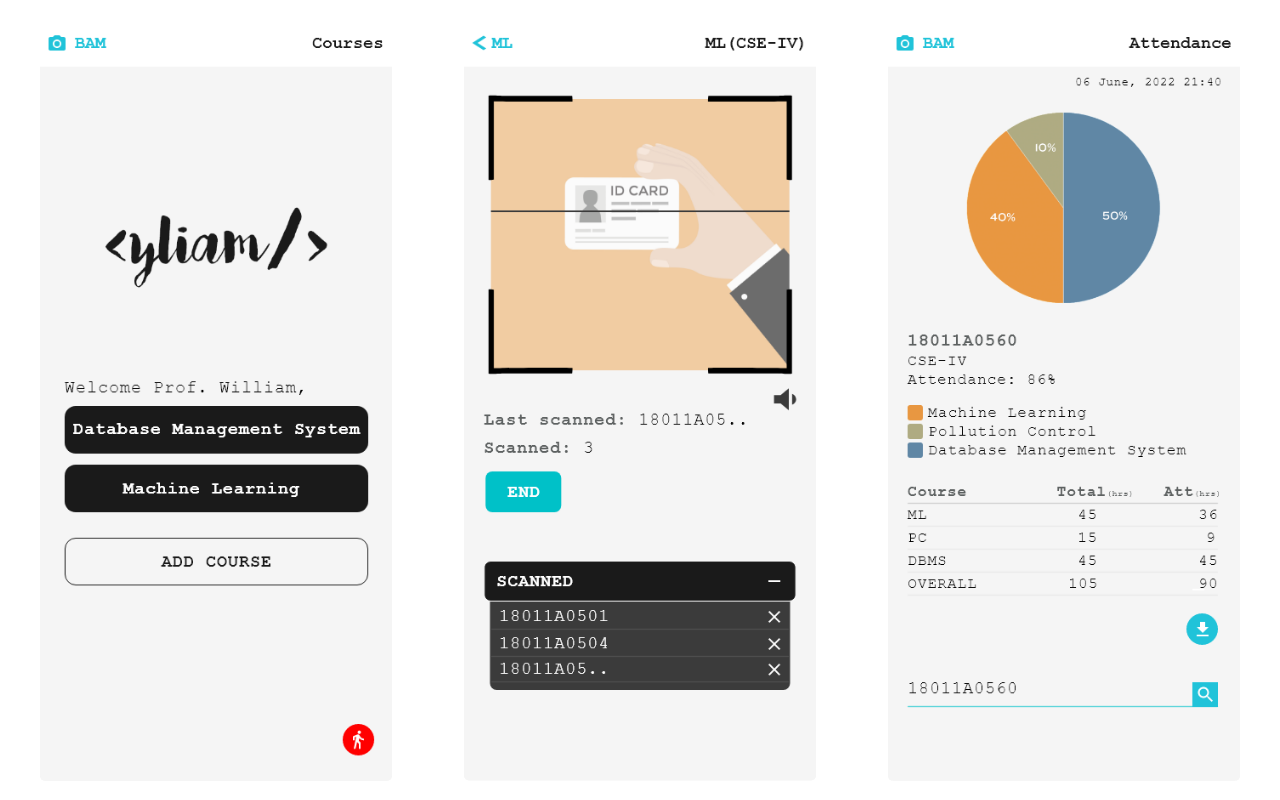 BAM
Courses
<yliam/>
Welcome Prof. William,
Database Management System
Machine Learning
ADD COURSE
< ML
ML(CSE-IV)
ID CARD
Last scanned: 18011A05..
Scanned: 3
END
SCANNED
18011A0501
18011A0504
18011A05..
BAM
Attendance
06 June, 2022 21:40
10%
40%
50%
18011A0560
CSE-IV
Attendance: 86%
Machine Learning
Pollution Control
Database Management System
Course Total(hrs) Att(hrs)
ML 45 36
PC 15 9
DBMS 45 45
OVERALL 105 90
18011A0560